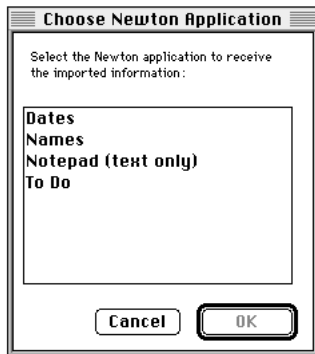 Choose Newton Application
Select the Newton application to receive
the imported information:
Dates
Names
Notepad (text only)
To Do
Cancel
OK